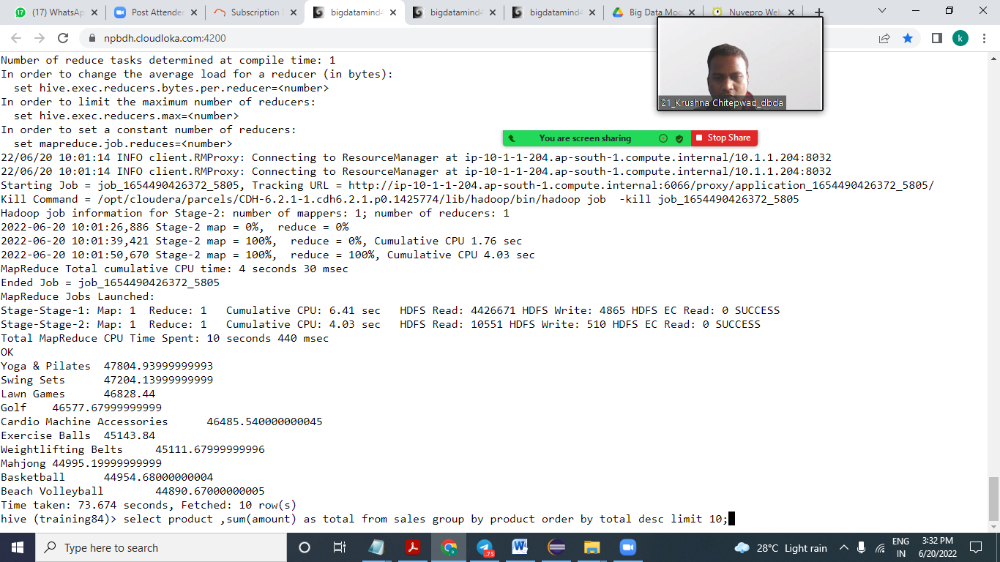 (17) WhatsAp
Post Attende
Subscription
bigdatamind
bigdatamind
bigdatamind
Big Data Moc
Nuvepro Web
npbdh.cloudloka.com:4200
k
Number of reduce tasks determined at compile time: 1
In order to change the average load for a reducer (in bytes):
set hive.exec.reducers.bytes.per.reducer=<number>
In order to limit the maximum number of reducers:
set hive.exec.reducers.max=<number>
In order to set a constant number of reducers:
set mapreduce.job.reduces=<number>
21_Krushna Chitepwad_dbda
You are screen sharing
Stop Share
22/06/20 10:01:14 INFO client.RMProxy: Connecting to ResourceManager at ip-10-1-1-204.ap-south-1.compute.internal/10.1.1.204:8032
22/06/20 10:01:14 INFO client.RMProxy: Connecting to ResourceManager at ip-10-1-1-204.ap-south-1.compute.internal/10.1.1.204:8032
Starting Job = job_1654490426372_5805, Tracking URL = http://ip-10-1-1-204.ap-south-1.compute.internal:6066/proxy/application_1654490426372_5805/
Kill Command = /opt/cloudera/parcels/CDH-6.2.1-1.cdh6.2.1.p0.1425774/lib/hadoop/bin/hadoop job  -kill job_1654490426372_5805
Hadoop job information for Stage-2: number of mappers: 1; number of reducers: 1
2022-06-20 10:01:26,886 Stage-2 map = 0%,  reduce = 0%
2022-06-20 10:01:39,421 Stage-2 map = 100%,  reduce = 0%, Cumulative CPU 1.76 sec
2022-06-20 10:01:50,670 Stage-2 map = 100%,  reduce = 100%, Cumulative CPU 4.03 sec
MapReduce Total cumulative CPU time: 4 seconds 30 msec
Ended Job = job_1654490426372_5805
MapReduce Jobs Launched:
Stage-Stage-1: Map: 1  Reduce: 1   Cumulative CPU: 6.41 sec   HDFS Read: 4426671 HDFS Write: 4865 HDFS EC Read: 0 SUCCESS
Stage-Stage-2: Map: 1  Reduce: 1   Cumulative CPU: 4.03 sec   HDFS Read: 10551 HDFS Write: 510 HDFS EC Read: 0 SUCCESS
Total MapReduce CPU Time Spent: 10 seconds 440 msec
OK
Yoga & Pilates  47804.93999999993
Swing Sets      47204.13999999999
Lawn Games      46828.44
Golf    46577.67999999999
Cardio Machine Accessories      46485.540000000045
Exercise Balls  45143.84
Weightlifting Belts     45111.67999999996
Mahjong 44995.19999999999
Basketball      44954.68000000004
Beach Volleyball        44890.67000000005
Time taken: 73.674 seconds, Fetched: 10 row(s)
hive (training84)> select product ,sum(amount) as total from sales group by product order by total desc limit 10;
Type here to search
.75
28°C Light rain
ENG
IN
3:32 PM
6/20/2022